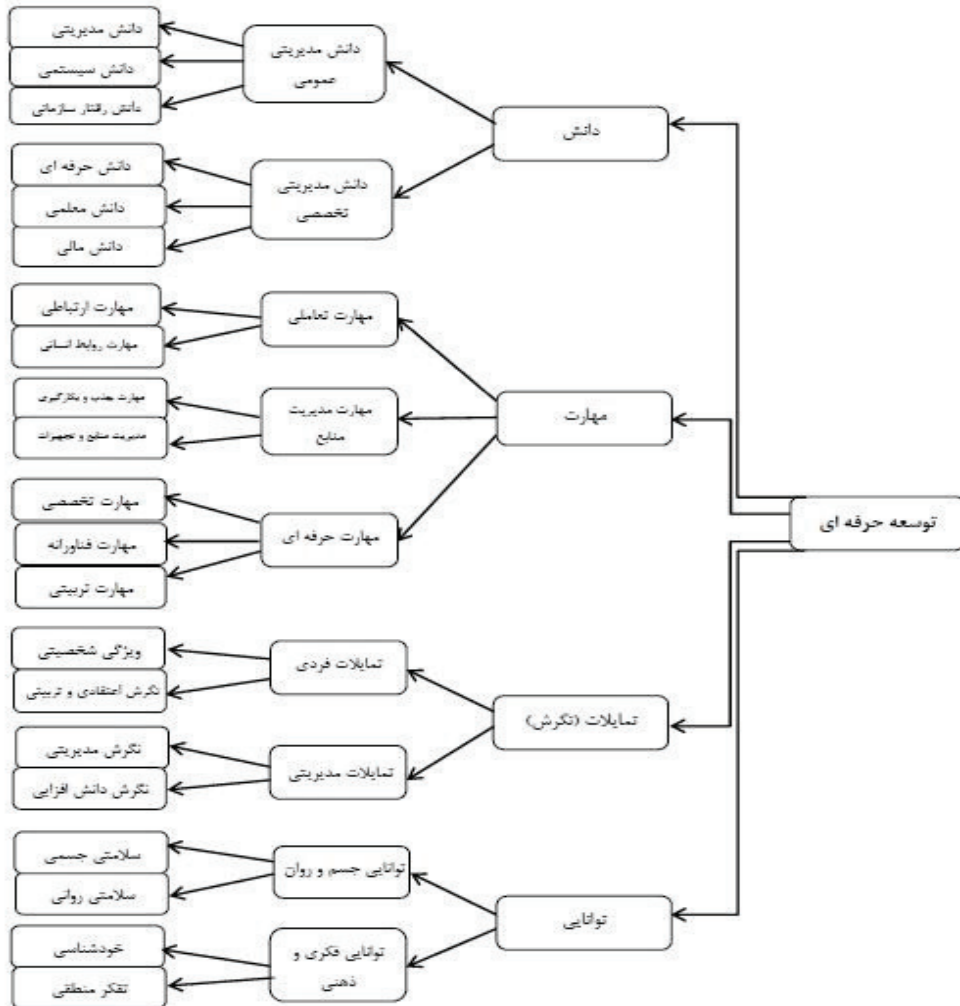 توسعه حرفه ای
دانش
دانش مدیریتی
عمومی
دانش مدیریتی
دانش سیستمی
دانش رفتار سازمانی
دانش مدیریتی
تخصصی
دانش حرفه ای
دانش معلمی
دانش مالی
مهارت
مهارت تعاملی
مهارت ارتباطی
مهارت روابط انسانی
مهارت مدیریت
منابع
مهارت جذب و بکارگیری
مدیریت منابع و تجهیزات
مهارت حرفه ای
مهارت تخصصی
مهارت فناورانه
مهارت تربیتی
تمایلات (نگرش)
تمایلات فردی
ویژگی شخصیتی
نگرش اعتقادی و تربیتی
تمایلات مدیریتی
نگرش مدیریتی
نگرش دانش افزایی
توانایی
توانایی جسم و روان
سلامتی جسمی
سلامتی روانی
توانایی فکری و
ذهنی
خودشناسی
تفکر منطقی